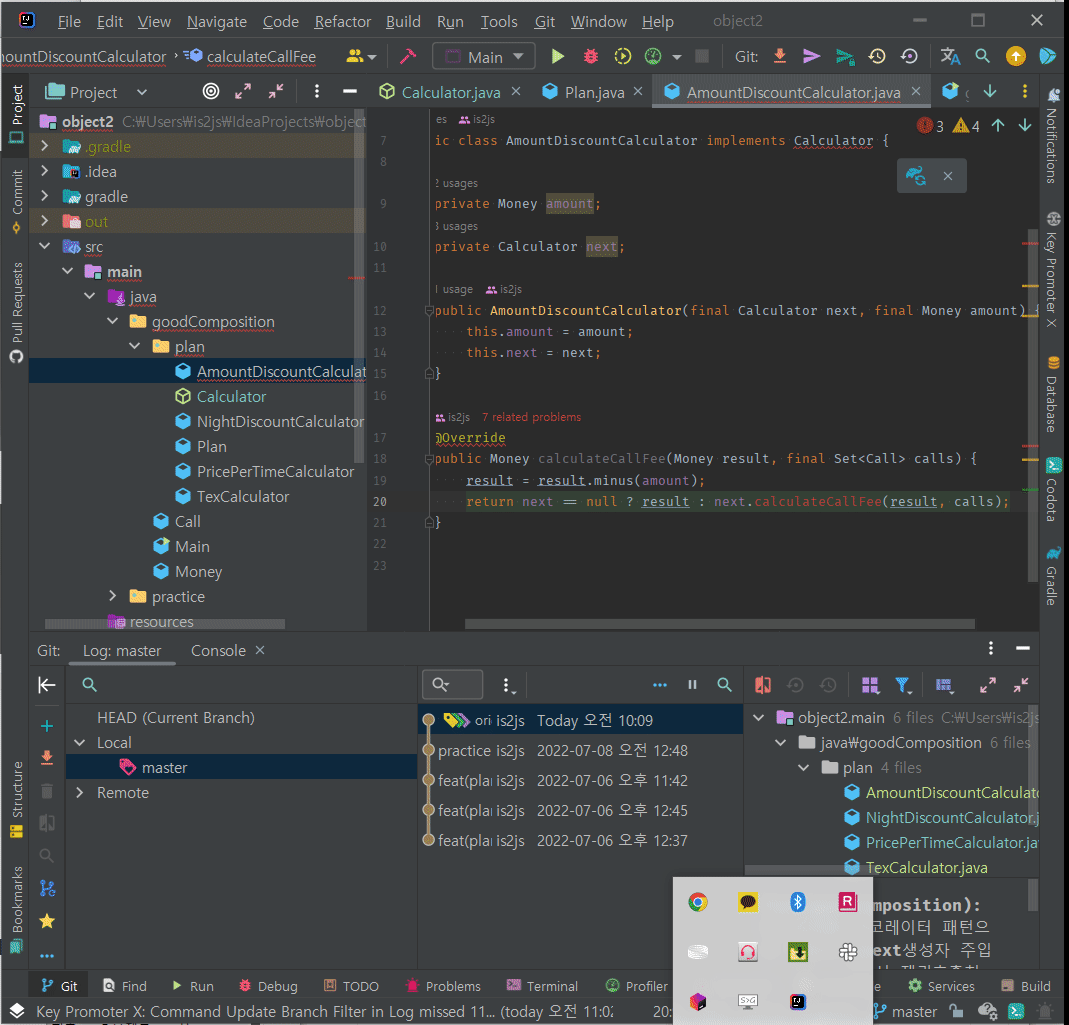 File Edit View Navigate Code Refactor Build Run Tools Git Window Help object2
mountDiscountCalculator calculateCallFee Main Git:
Project
Calculator.java Plan.java AmountDiscountCalculator.java
Project
Commit
Pull Requests
Structure
Bookmarks
object2 C:₩Users₩is2js₩IdeaProjects₩object
.gradle
.idea
gradle
out
src
main
java
goodComposition
plan
AmountDiscountCalculat
Calculator
NightDiscountCalculator
Plan
PricePerTimeCalculator
TexCalculator
Call
Main
Money
practice
resources
es is2js
3 4
7 ic class AmountDiscountCalculator implements Calculator {
8
2 usages
9 private Money amount;
3 usages
10 private Calculator next;
11
1 usage is2js
12 public AmountDiscountCalculator(final Calculator next, final Money amount) {
13 this.amount = amount;
14 this.next = next;
15 }
16
is2js 7 related problems
17 @Override
18 public Money calculateCallFee(Money result, final Set<Call> calls) {
19 result = result.minus(amount);
20 return next == null ? result : next.calculateCallFee(result, calls);
21 }
22
23
Notifications
Key Promoter X
Database
Codota
Gradle
Git: Log: master Console
HEAD (Current Branch)
Local
master
Remote
ori is2js Today 오전 10:09
practice is2js 2022-07-08 오전 12:48
feat(pla is2js 2022-07-06 오후 11:42
feat(pla is2js 2022-07-06 오후 12:45
feat(pla is2js 2022-07-06 오후 12:37
object2.main 6 files C:₩Users₩is2js
java₩goodComposition 6 files
plan 4 files
AmountDiscountCalculato
NightDiscountCalculator.j
PricePerTimeCalculator.ja
TexCalculator.java
mposition):
코레이터 패턴으
ext생성자 주입
Git Find Run Debug TODO Problems Terminal Profiler Services Build
Key Promoter X: Command Update Branch Filter in Log missed 11... (today 오전 11:02 20: master